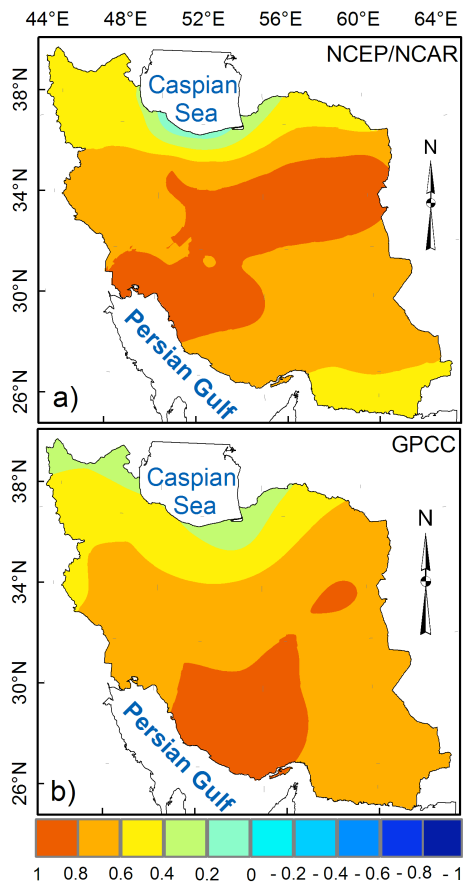 44°E 48°E 52°E 56°E 60°E 64°E
NCEP/NCAR
38°N
34°N
30°N
26°N
Caspian
Sea
N
Persian Gulf
a)
GPCC
38°N
34°N
30°N
26°N
Caspian
Sea
N
Persian Gulf
b)
1 0.8 0.6 0.4 0.2 0 - 0.2 - 0.4 - 0.6 - 0.8 - 1